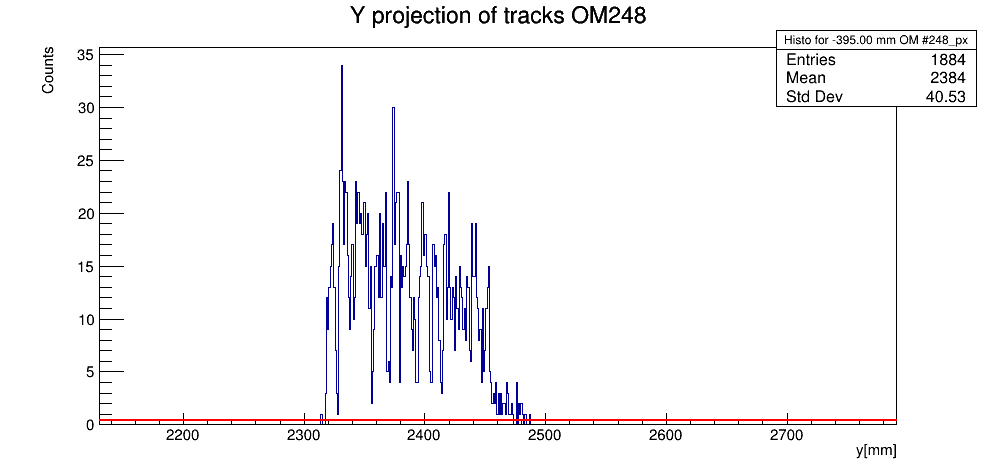 Y projection of tracks OM248
Histo for -395.00 mm OM #248_px
Entries 1884
Mean 2384
Std Dev 40.53
Counts
35
30
25
20
15
10
5
0
2200 2300 2400 2500 2600 2700
y[mm]